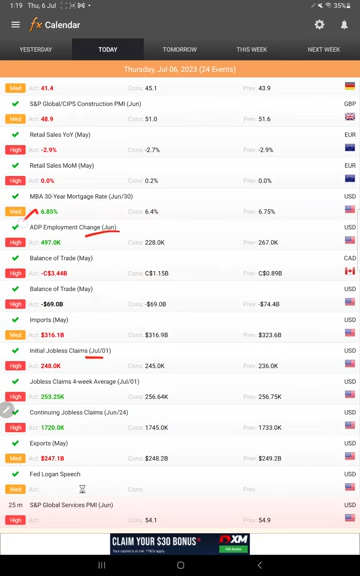 1:19 Thu, 6 Jul
35%
fx Calendar
YESTERDAY TODAY TOMORROW THIS WEEK NEXT WEEK
Thursday, Jul 06, 2023 (24 Events)
Med Act: 41.4 Cons: 45.1 Prev: 43.9
S&P Global/CIPS Construction PMI (Jun) GBP
Med Act: 48.9 Cons: 51.0 Prev: 51.6
Retail Sales YoY (May) EUR
High Act: -2.9% Cons: -2.7% Prev: -2.9%
Retail Sales MoM (May) EUR
High Act: 0.0% Cons: 0.2% Prev: 0.0%
MBA 30-Year Mortgage Rate (Jun/30) USD
Med 6.85% Cons: 6.4% Prev: 6.75%
ADP Employment Change (Jun) USD
High Act: 497.0K Cons: 228.0K Prev: 267.0K
Balance of Trade (May) CAD
High Act: -C$3.44B Cons: C$1.15B Prev: C$0.89B
Balance of Trade (May) USD
High Act: -$69.0B Cons: -$69.0B Prev: -$74.4B
Imports (May) USD
Med Act: $316.1B Cons: $316.9B Prev: $323.6B
Initial Jobless Claims (Jul/01) USD
High Act: 248.0K Cons: 245.0K Prev: 236.0K
Jobless Claims 4-week Average (Jul/01) USD
High Act: 253.25K Cons: 256.64K Prev: 256.75K
Continuing Jobless Claims (Jun/24) USD
High Act: 1720.0K Cons: 1745.0K Prev: 1733.0K
Exports (May) USD
Med Act: $247.1B Cons: $248.2B Prev: $249.2B
Fed Logan Speech USD
Med Act: Cons: Prev:
25 m S&P Global Services PMI (Jun) USD
High Act: Cons: 54.1 Prev: 54.9
CLAIM YOUR $30 BONUS*
XM